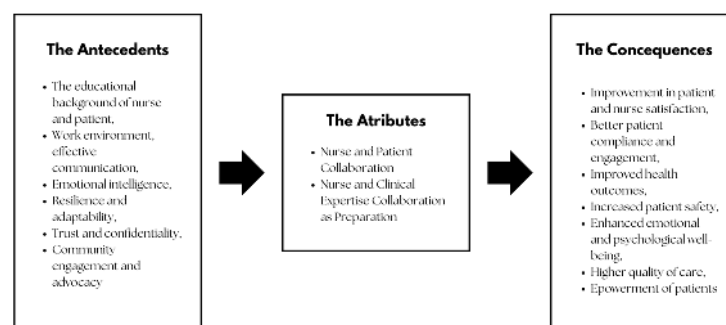 The Antecedents
• The educational
background of nurse
and patient,
• Work environment,
effective
communication,
• Emotional intelligence,
• Resilience and
adaptability,
• Trust and confidentiality,
• Community
engagement and
advocacy
The Atributes
• Nurse and Patient
Collaboration
• Nurse and Clinical
Expertise Collaboration
as Preparation
The Concequences
• Improvement in patient
and nurse satisfaction,
• Better patient
compliance and
engagement,
• Improved health
outcomes,
• Increased patient safety,
• Enhanced emotional
and psychological well-
being,
• Higher quality of care,
• Epowerment of patients